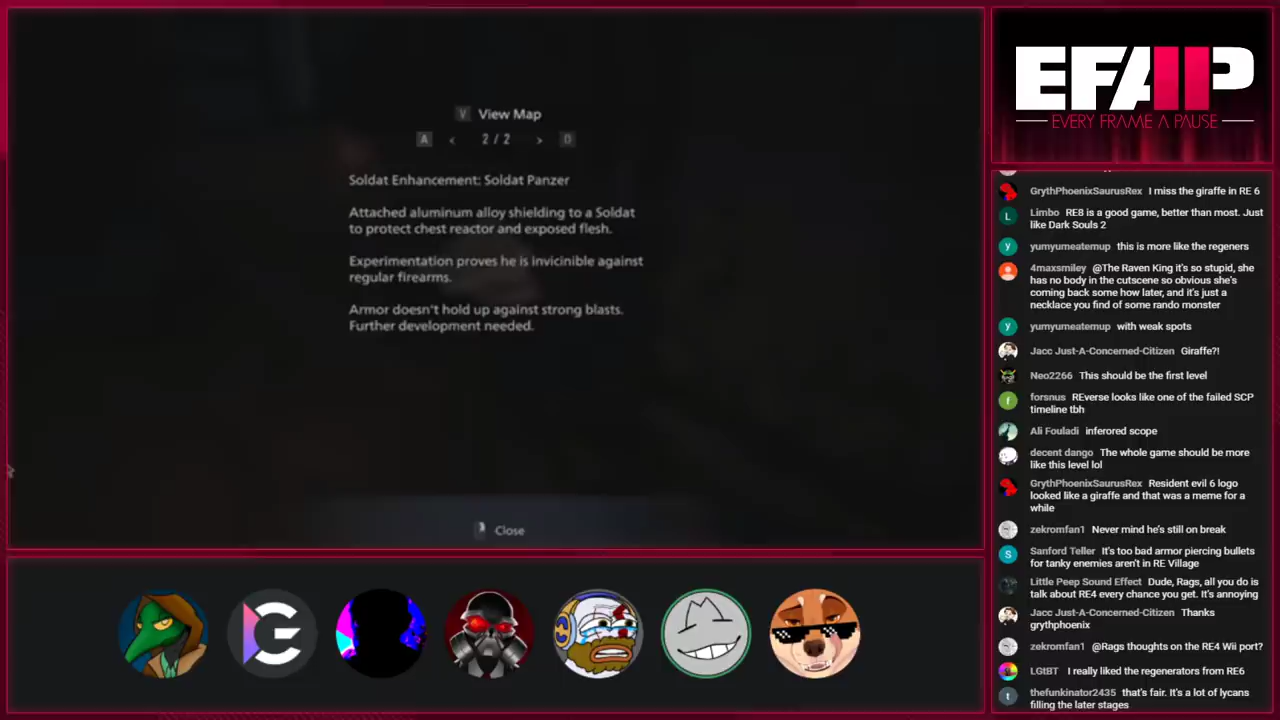 V View Map
A < 2 / 2 > D
Soldat Enhancement: Soldat Panzer
Attached aluminum alloy shielding to a Soldat
to protect chest reactor and exposed flesh.
Experimentation proves he is invicinible against
regular firearms.
Armor doesn't hold up against strong blasts.
Further development needed.
Close
EFAP
EVERY FRAME A PAUSE
GrythPhoenixSaurusRex I miss the giraffe in RE 6
L Limbo RE8 is a good game, better than most. Just
like Dark Souls 2
y yumyumeatemup this is more like the regeners
4maxsmiley @The Raven King it's so stupid, she
has no body in the cutscene so obvious she's
coming back some how later, and it's just a
necklace you find of some rando monster
y yumyumeatemup with weak spots
Jacc Just-A-Concerned-Citizen Giraffe?!
Neo2266 This should be the first level
f forsnus REverse looks like one of the failed SCP
timeline tbh
Ali Fouladi inferored scope
decent dango The whole game should be more
like this level lol
GrythPhoenixSaurusRex Resident evil 6 logo
looked like a giraffe and that was a meme for a
while
zekromfan1 Never mind he's still on break
S Sanford Teller It's too bad armor piercing bullets
for tanky enemies aren't in RE Village
Little Peep Sound Effect Dude, Rags, all you do is
talk about RE4 every chance you get. It's annoying
Jacc Just-A-Concerned-Citizen Thanks
grythphoenix
zekromfan1 @Rags thoughts on the RE4 Wii port?
LGtBT I really liked the regenerators from RE6
t thefunkinator2435 that's fair. it's a lot of lycans
filling the later stages